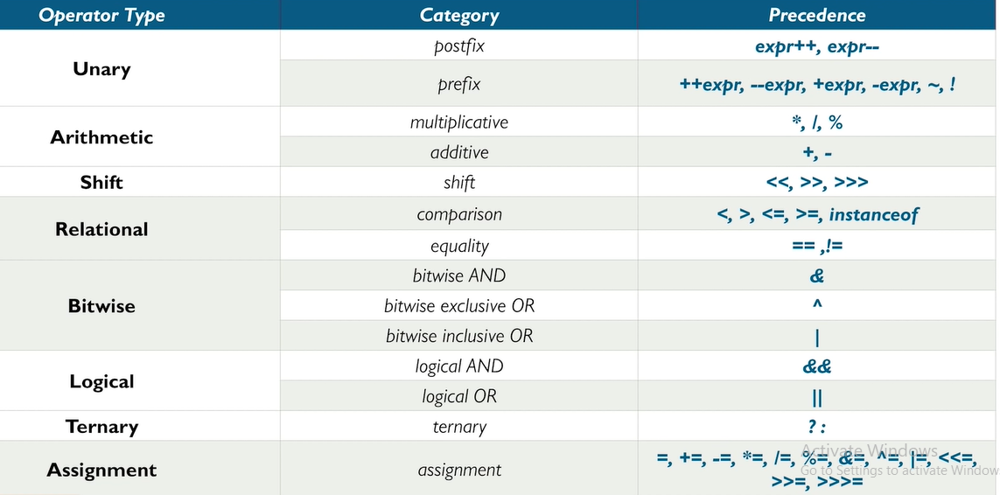 Operator Type Category Precedence
Unary postfix expr++, expr--
prefix ++expr, --expr, +expr, -expr, ~, !
Arithmetic multiplicative *, /, %
additive +, -
Shift shift <<, >>, >>>
Relational comparison <, >, <=, >=, instanceof
equality == ,!=
Bitwise bitwise AND &
bitwise exclusive OR ^
bitwise inclusive OR |
Logical logical AND &&
logical OR ||
Ternary ternary ? :
Assignment assignment =, +=, -=, *=, /=, %=, &=, ^=, |=, <<=,
>>=, >>>=
Activate Windows
Go to Settings to activate Window